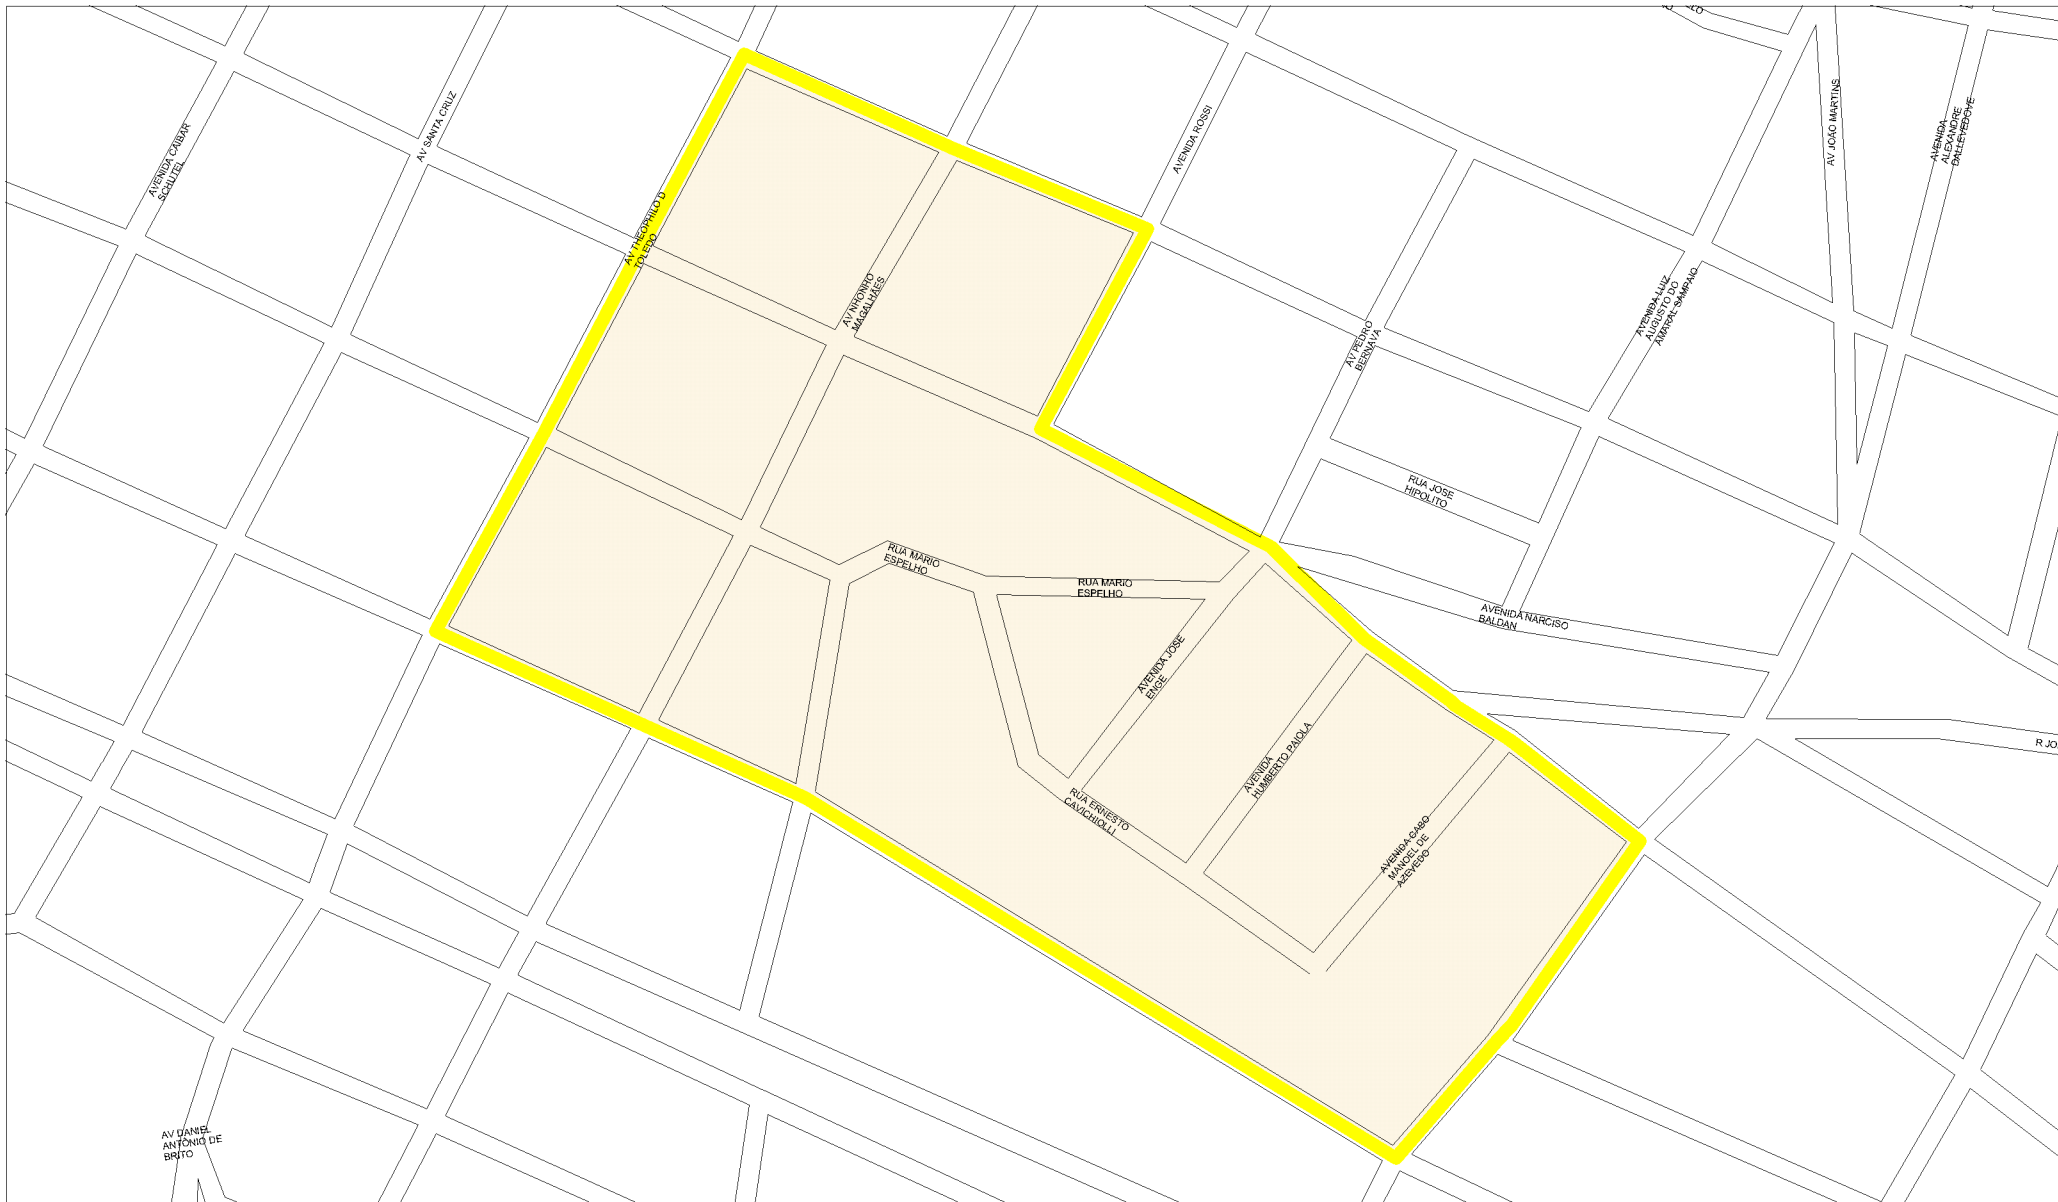 AV JOÃO MARTINS
AVENIDA
ALEXANDRE
DALLEVEDOVE
AV SANTA CRUZ
AVENIDA ROSSI
AVENIDA CAIBAR
SCHUTEL
AV THEOPHILO D
TOLEDO
AV NHONHO
MAGALHÃES
AV PEDRO
BERNAVA
AVENIDA LUIZ
AUGUSTO DO
AMARAL SAMPAIO
RUA JOSE
HIPOLITO
RUA MARIO
ESPELHO
RUA MARIO
ESPELHO
AVENIDA NARCISO
BALDAN
AVENIDA JOSE
ENGE
AVENIDA
HUMBERTO PAIOLA
R JO
RUA ERNESTO
CAVICHIOLLI
AVENIDA CABO
MANOEL DE
AZEVEDO
AV DANIEL
ANTÔNIO DE
BRITO